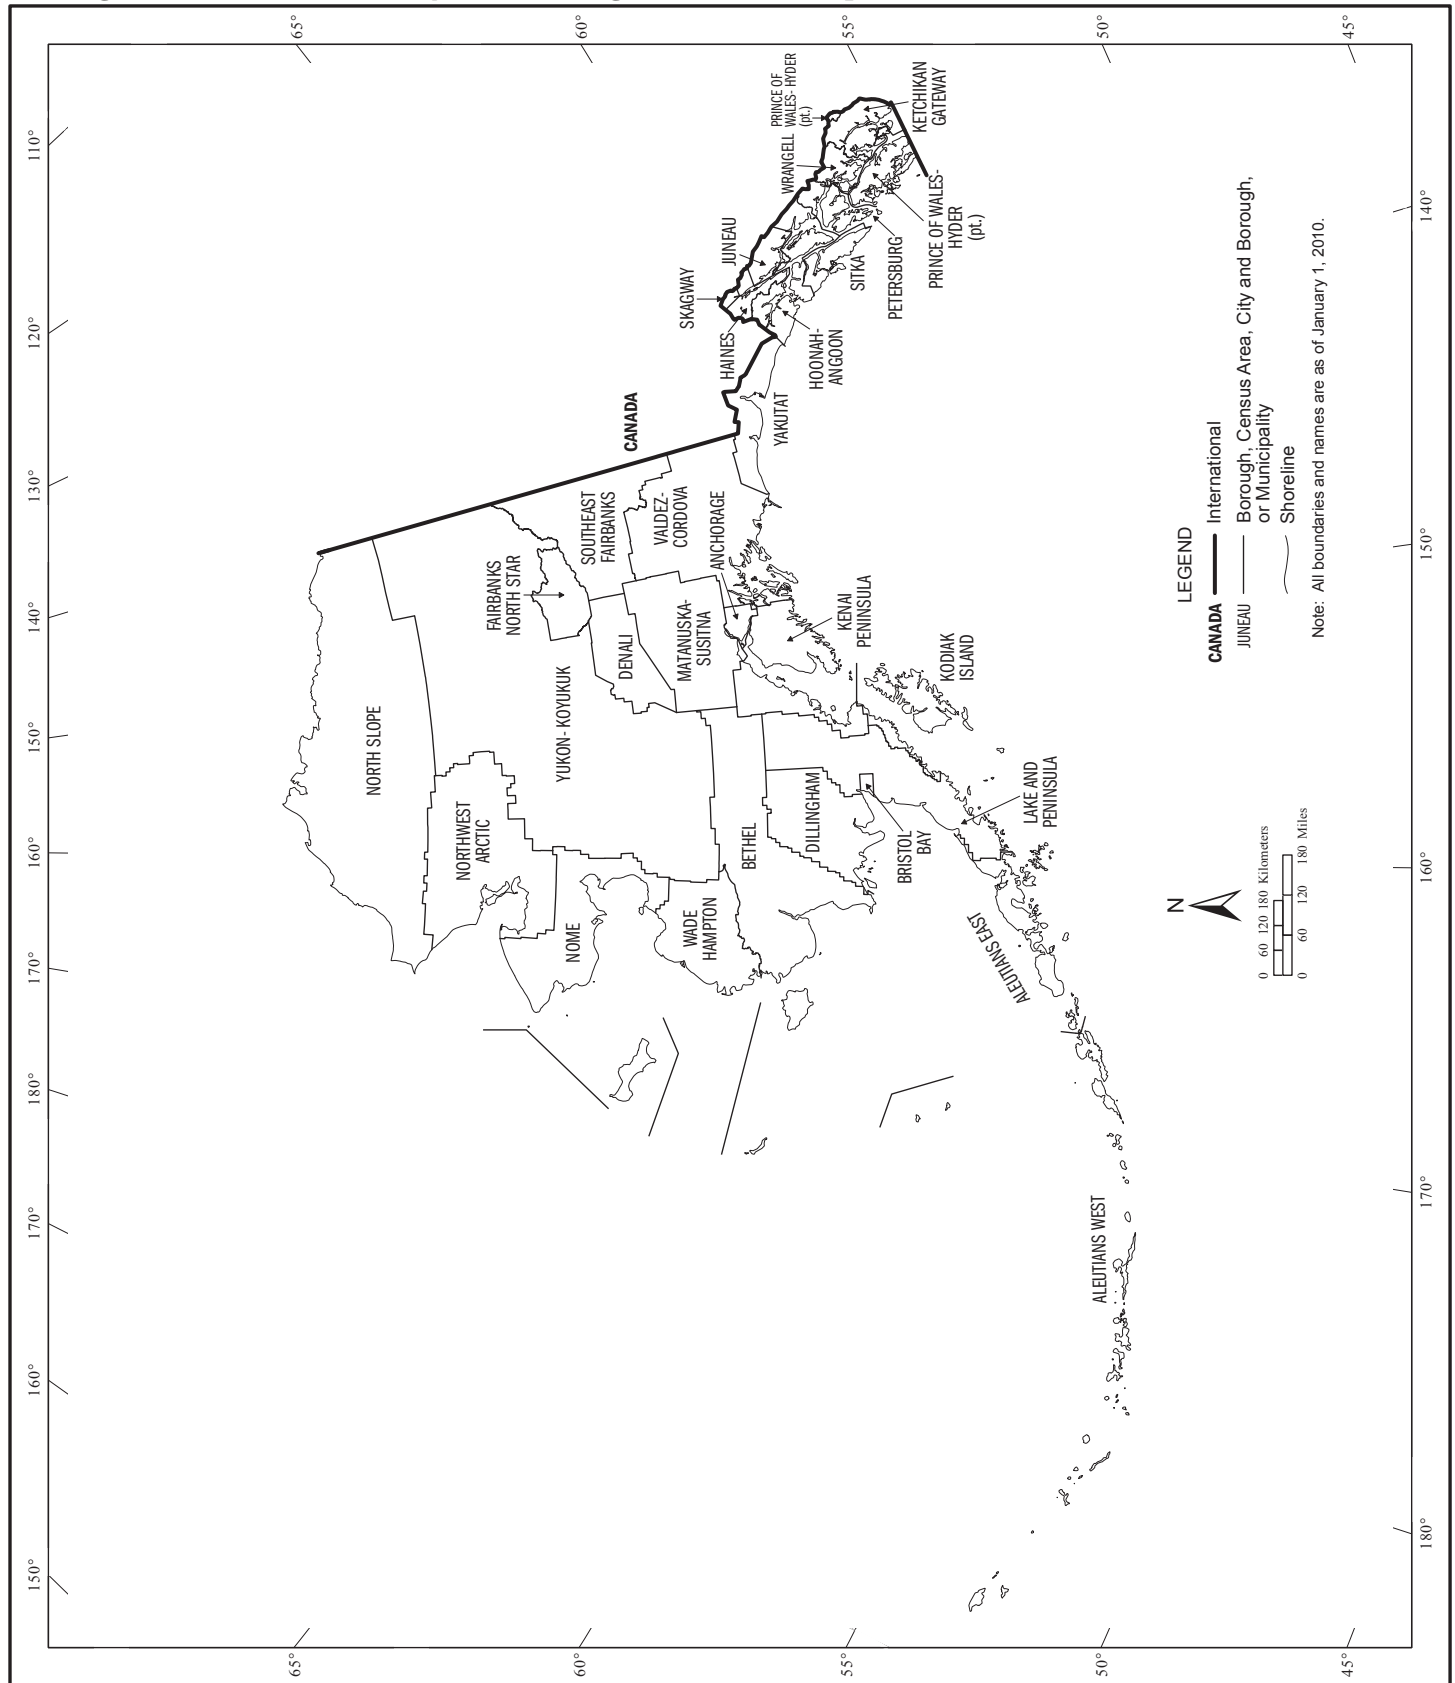 110°
120°
130°
140°
150°
160°
170°
180°
170°
160°
150°
65°
60°
55°
50°
45°
NORTH SLOPE
NORTHWEST
ARCTIC
NOME
YUKON-KOYUKUK
FAIRBANKS
NORTH STAR
SOUTHEAST
FAIRBANKS
DENALI
MATANUSKA-
SUSITNA
VALDEZ-
CORDOVA
ANCHORAGE
WADE
HAMPTON
BETHEL
DILLINGHAM
BRISTOL
BAY
KENAI
PENINSULA
KODIAK
ISLAND
LAKE AND
PENINSULA
ALEUTIANS EAST
ALEUTIANS WEST
CANADA
YAKUTAT
SKAGWAY
HAINES
HOONAH-
ANGOON
JUNEAU
SITKA
PETERSBURG
WRANGELL
PRINCE OF
WALES- HYDER
(pt.)
PRINCE OF WALES-
HYDER
(pt.)
KETCHIKAN
GATEWAY
65°
60°
55°
50°
45°
180°
170°
160°
150°
140°
N
0 60 120 180 Kilometers
0 60 120 180 Miles
LEGEND
CANADA International
JUNEAU Borough, Census Area, City and Borough,
or Municipality
Shoreline
Note: All boundaries and names are as of January 1, 2010.